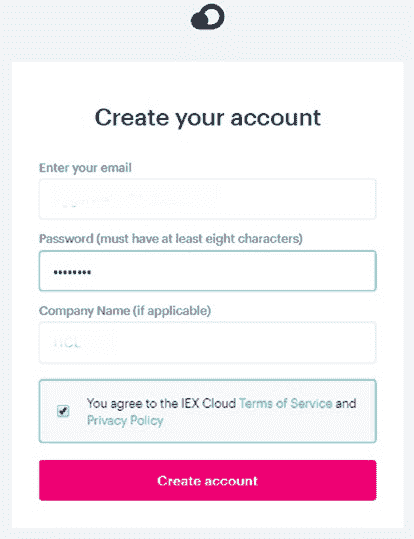 Create your account
Enter your email
Password (must have at least eight characters)
••••••••
Company Name (if applicable)
You agree to the IEX Cloud Terms of Service and
Privacy Policy
Create account